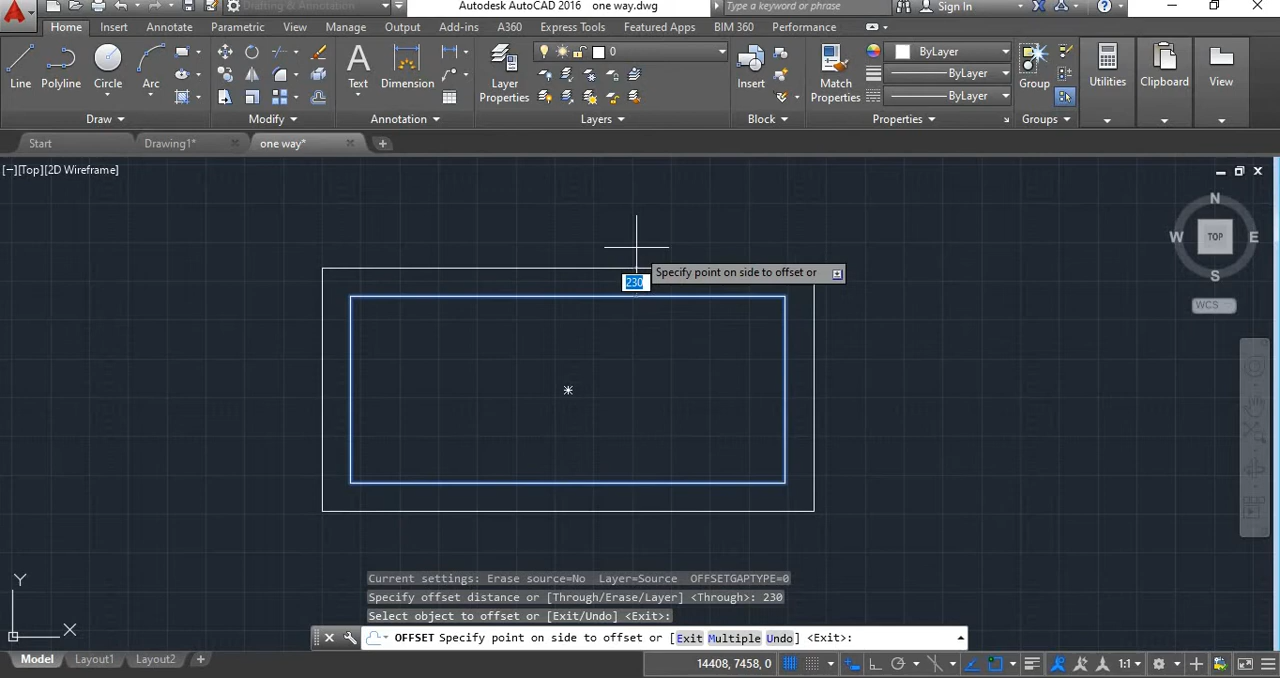 Drafting & Annotation
Autodesk AutoCAD 2016 one way.dwg
Type a keyword or phrase
Sign In
Home Insert Annotate Parametric View Manage Output Add-ins A360 Express Tools Featured Apps BIM 360 Performance
Line Polyline Circle Arc Text Dimension Layer Properties 0 Insert Match Properties ByLayer ByLayer ByLayer Group Utilities Clipboard View
Draw Modify Annotation Layers Block Properties Groups
Start Drawing1* one way*
[−][Top][2D Wireframe]
N
W TOP E
S
WCS
Specify point on side to offset or
230
Y
X
Current settings: Erase source=No Layer=Source OFFSETGAPTYPE=0
Specify offset distance or [Through/Erase/Layer] <Through>: 230
Select object to offset or [Exit/Undo] <Exit>:
OFFSET Specify point on side to offset or [Exit Multiple Undo] <Exit>:
Model Layout1 Layout2 14408, 7458, 0 1:1